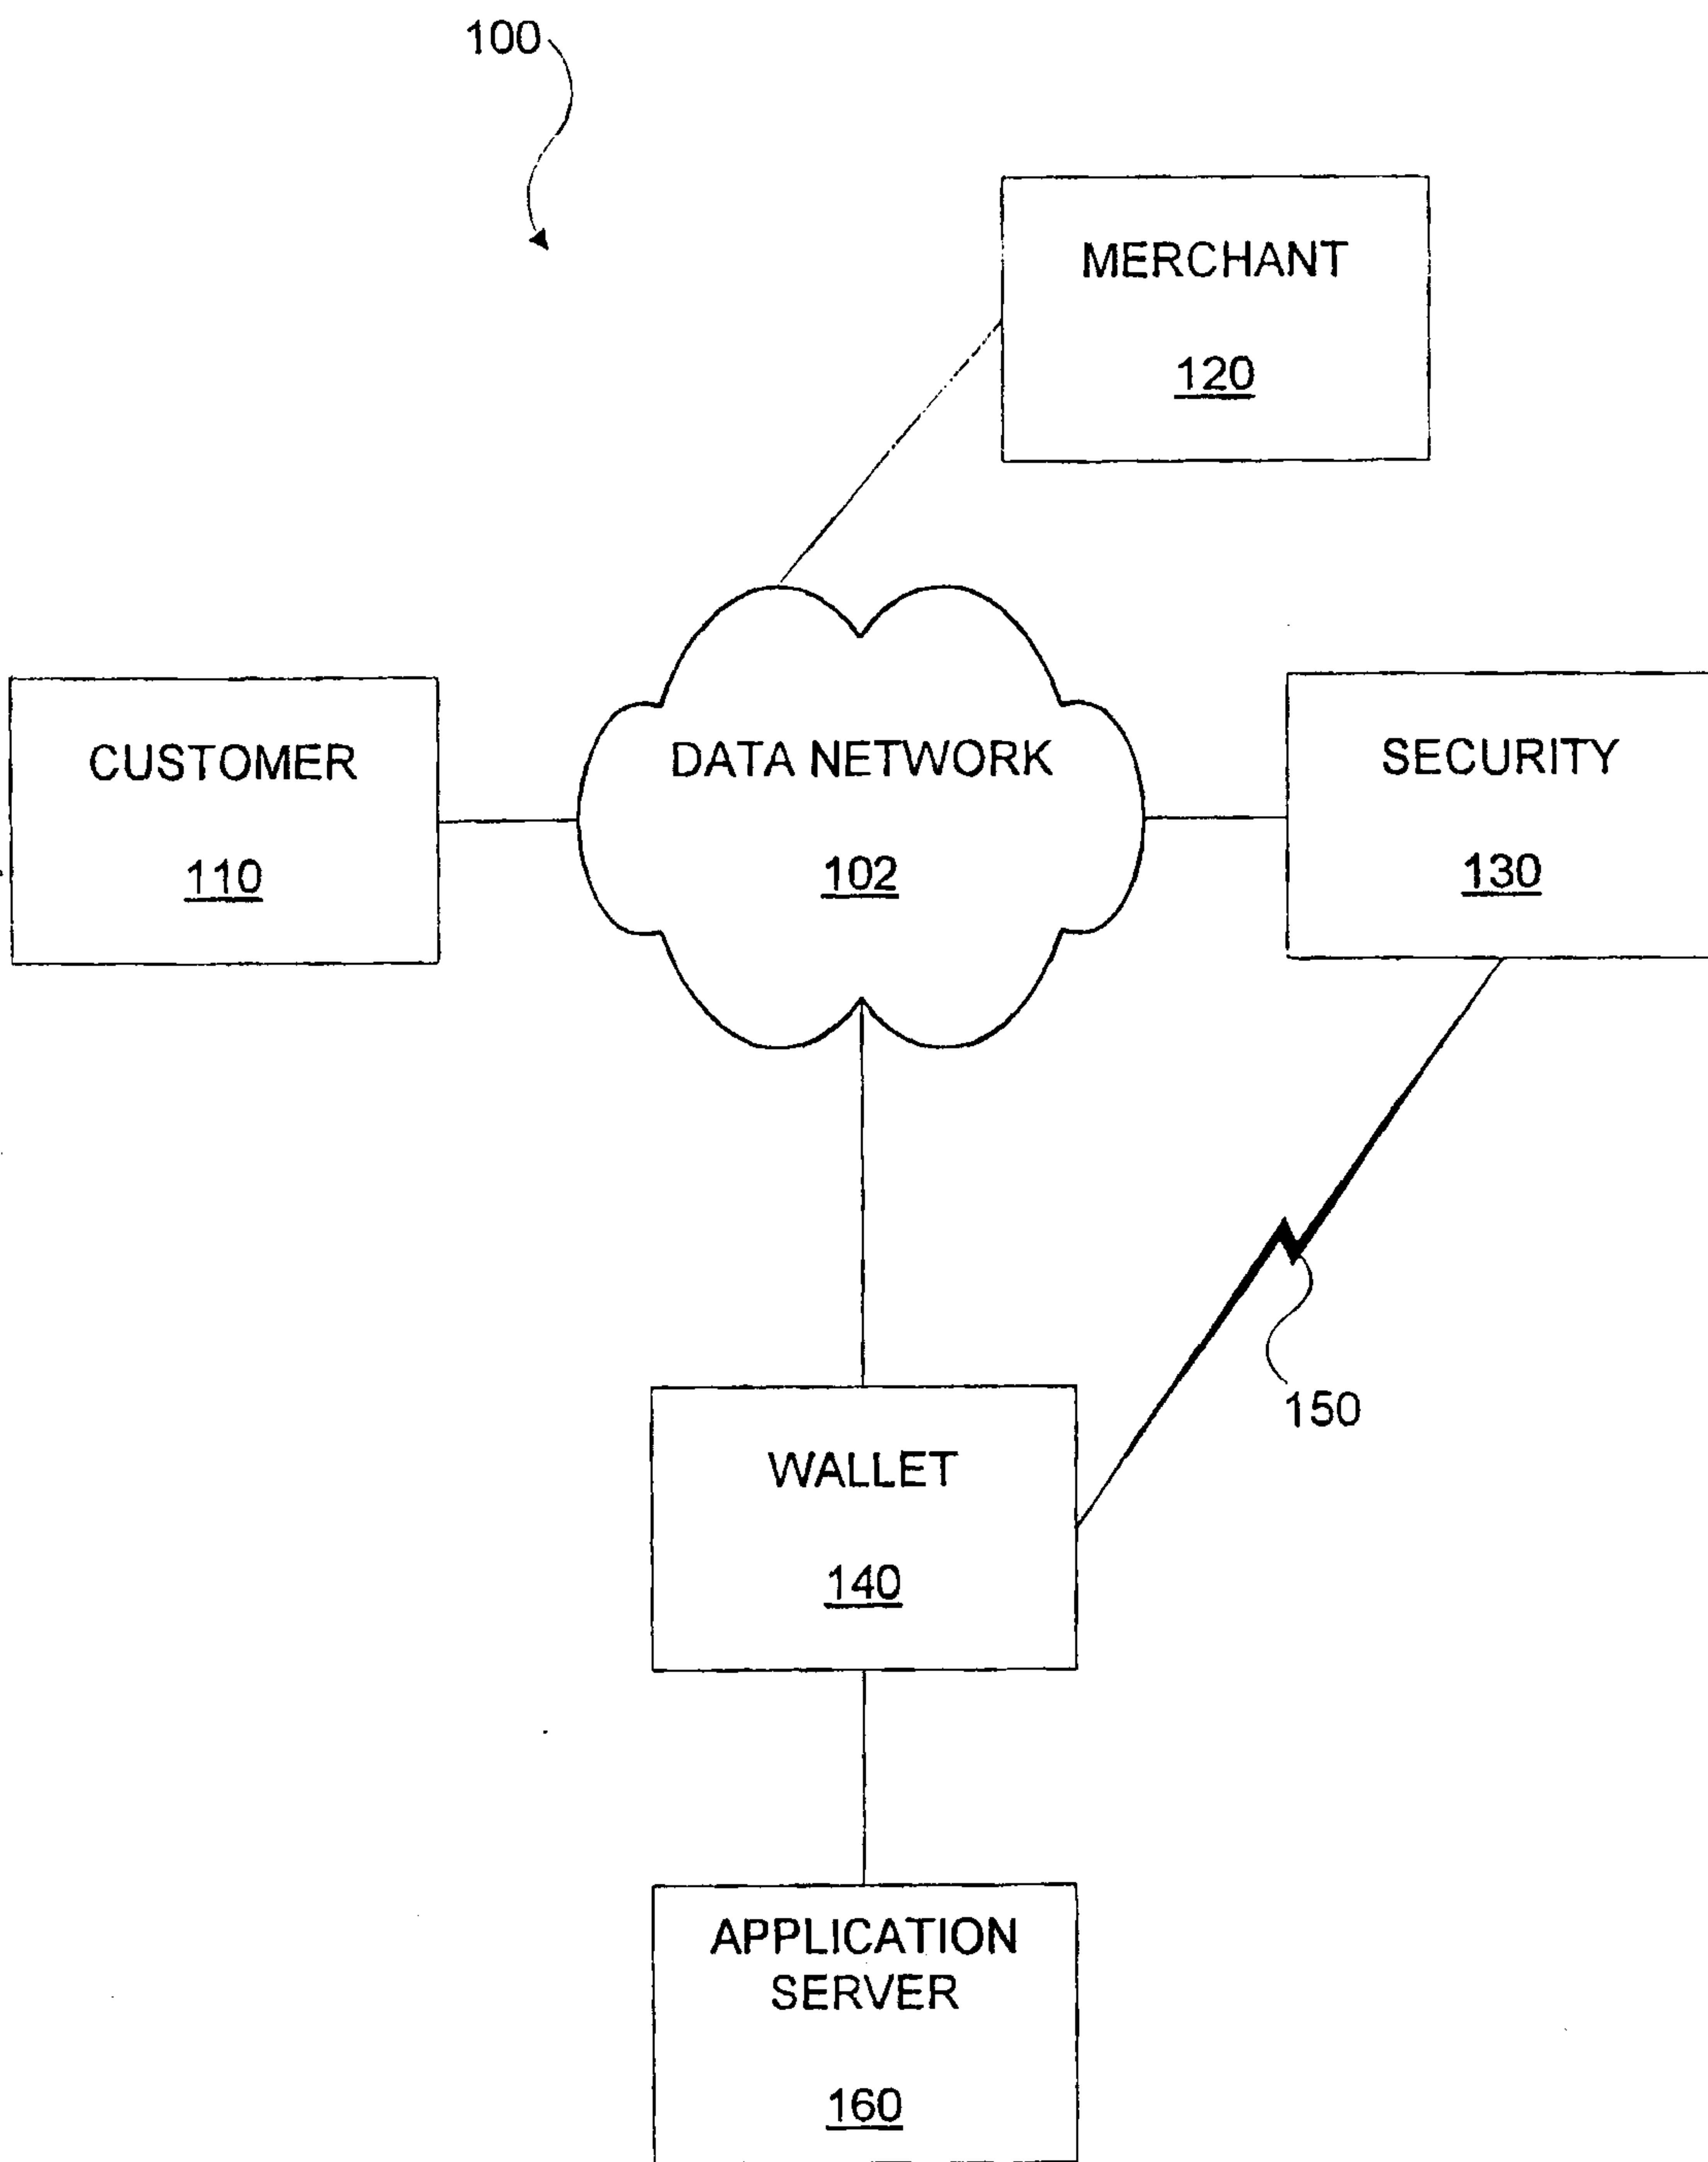 100
MERCHANT
120
CUSTOMER
110
DATA NETWORK
102
SECURITY
130
150
WALLET
140
APPLICATION
SERVER
160